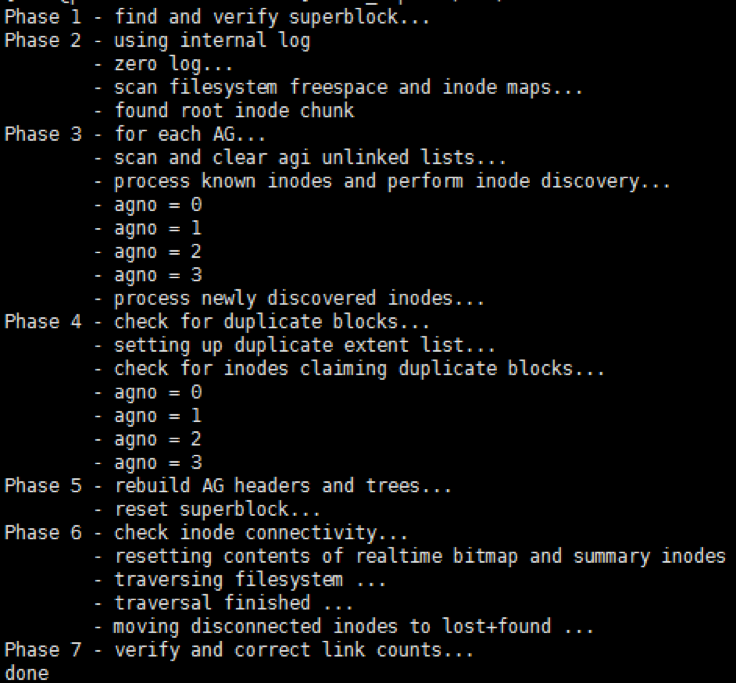 Phase 1 - find and verify superblock...
Phase 2 - using internal log
        - zero log...
        - scan filesystem freespace and inode maps...
        - found root inode chunk
Phase 3 - for each AG...
        - scan and clear agi unlinked lists...
        - process known inodes and perform inode discovery...
        - agno = 0
        - agno = 1
        - agno = 2
        - agno = 3
        - process newly discovered inodes...
Phase 4 - check for duplicate blocks...
        - setting up duplicate extent list...
        - check for inodes claiming duplicate blocks...
        - agno = 0
        - agno = 1
        - agno = 2
        - agno = 3
Phase 5 - rebuild AG headers and trees...
        - reset superblock...
Phase 6 - check inode connectivity...
        - resetting contents of realtime bitmap and summary inodes
        - traversing filesystem ...
        - traversal finished ...
        - moving disconnected inodes to lost+found ...
Phase 7 - verify and correct link counts...
done